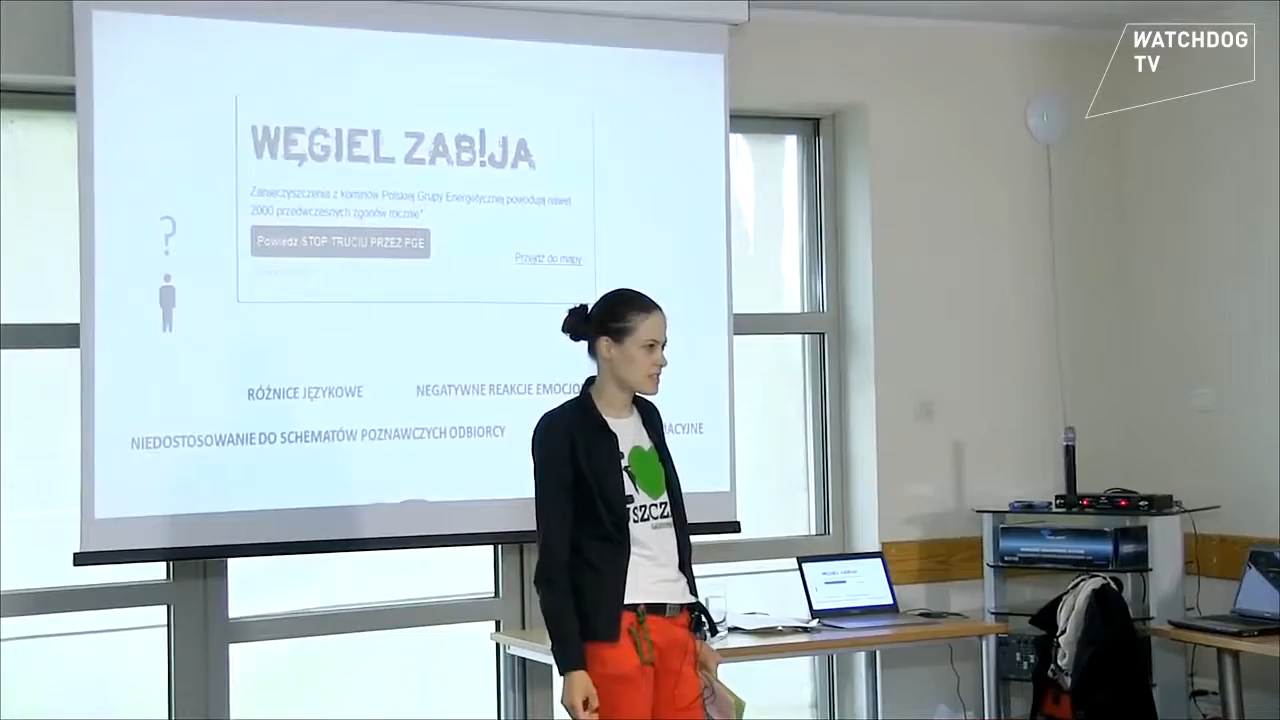 WATCHDOG
TV
WĘGIEL ZAB!JA
Zanieczyszczenia z kominów Polskiej Grupy Energetycznej powodują nawet
2000 przedwczesnych zgonów rocznie*
Powiedz STOP TRUCIU PRZEZ PGE
Przejdź do mapy
?
RÓŻNICE JĘZYKOWE
NEGATYWNE REAKCJE EMOCJO
NIEDOSTOSOWANIE DO SCHEMATÓW POZNAWCZYCH ODBIORCY
MACYJNE
SZCZ